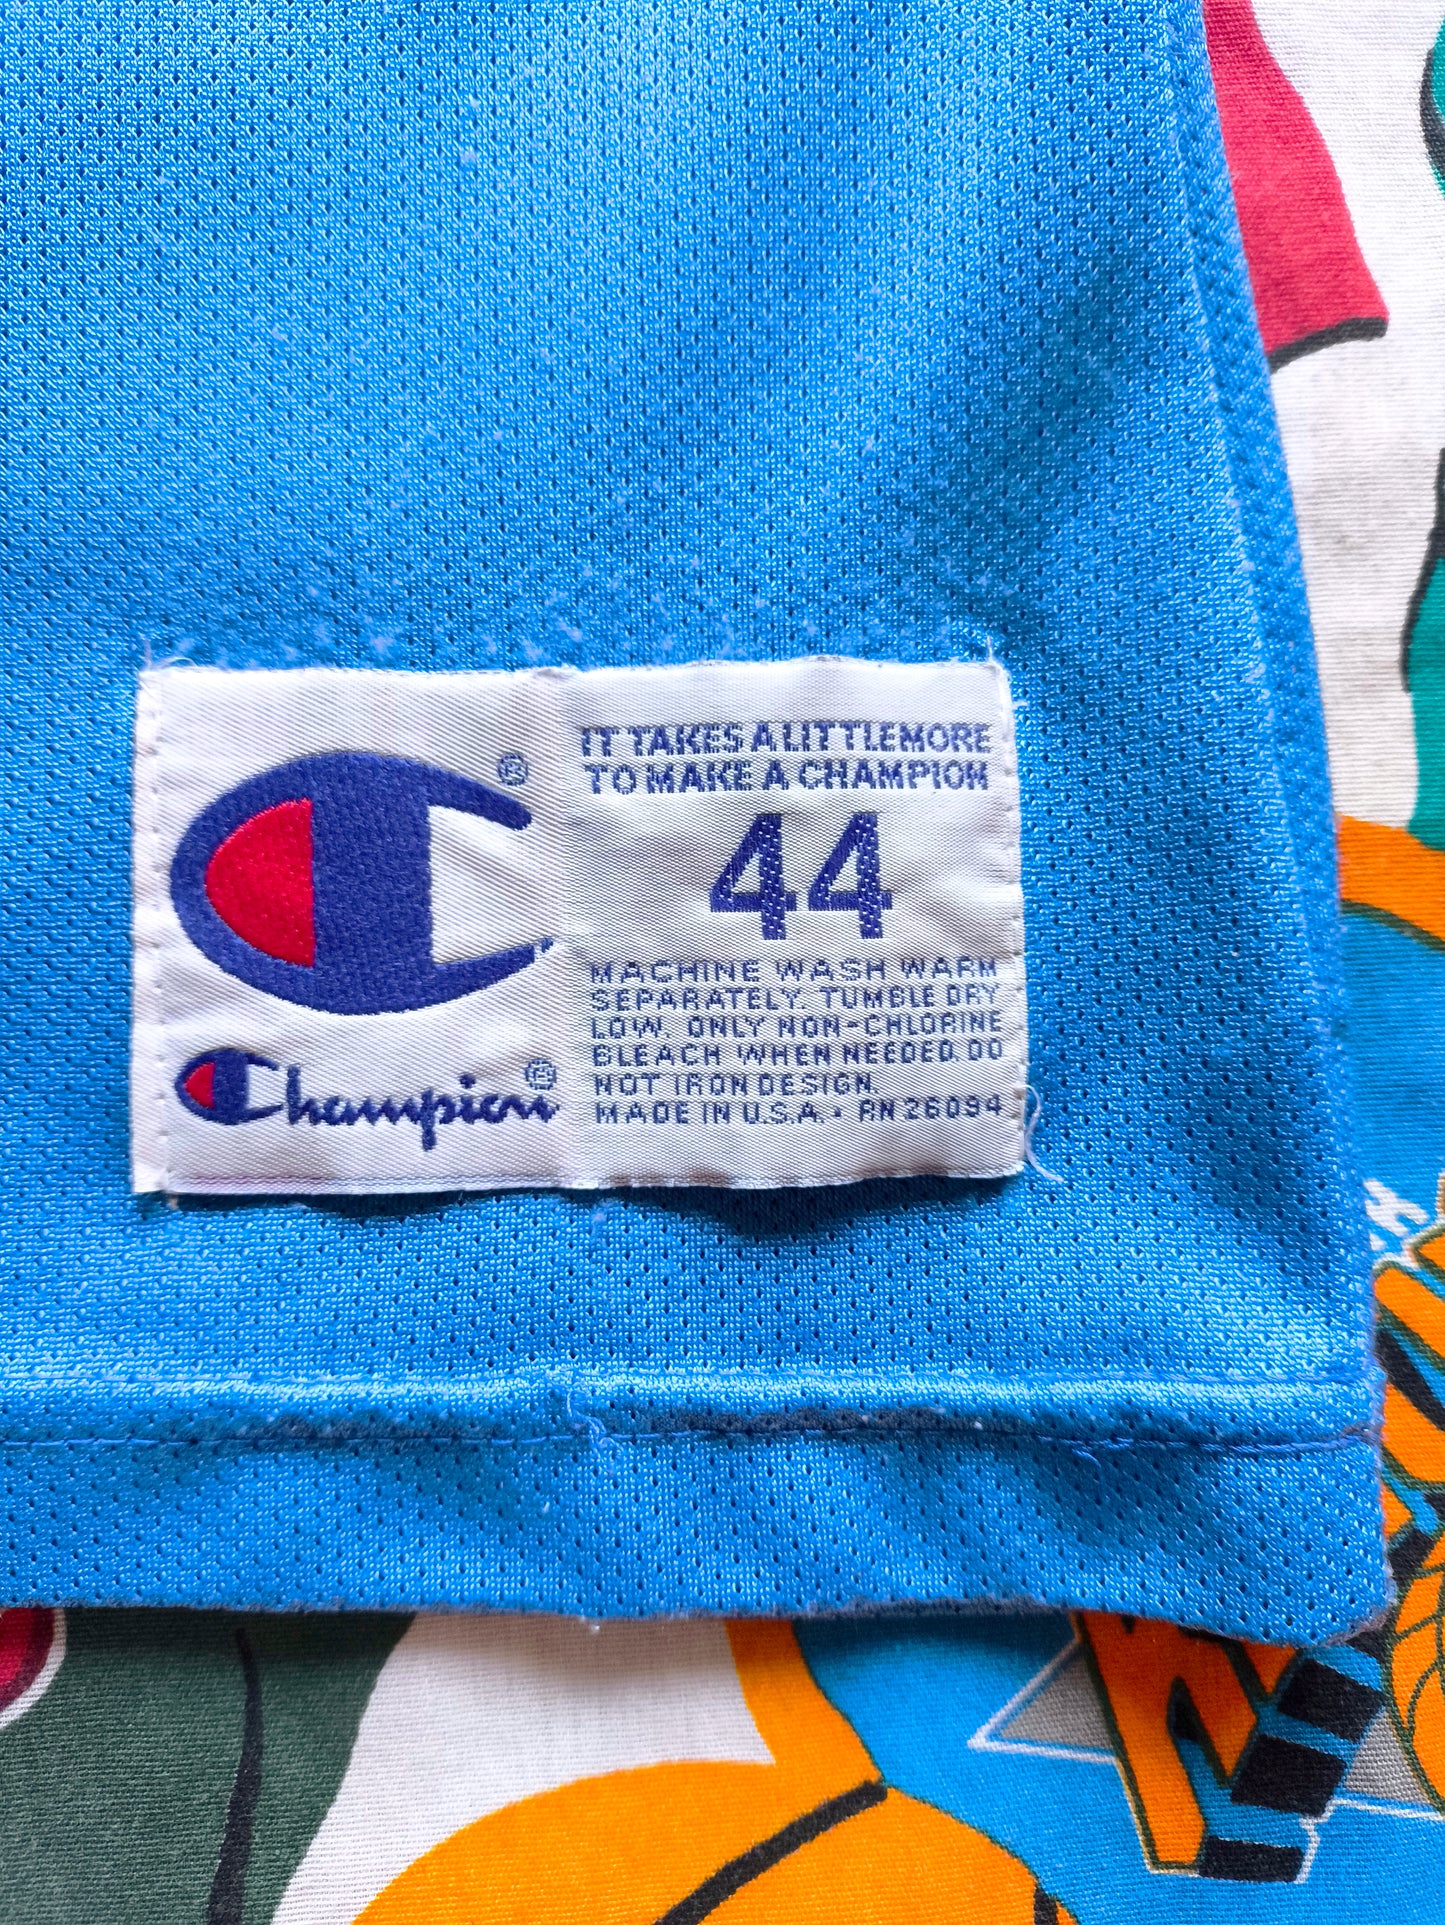 ®
IT TAKES A LITTLE MORE
TO MAKE A CHAMPION
44
MACHINE WASH WARM
SEPARATELY. TUMBLE DRY
LOW. ONLY NON-CHLORINE
BLEACH WHEN NEEDED. DO
NOT IRON DESIGN.
MADE IN U.S.A. • RN 26094
Champion®